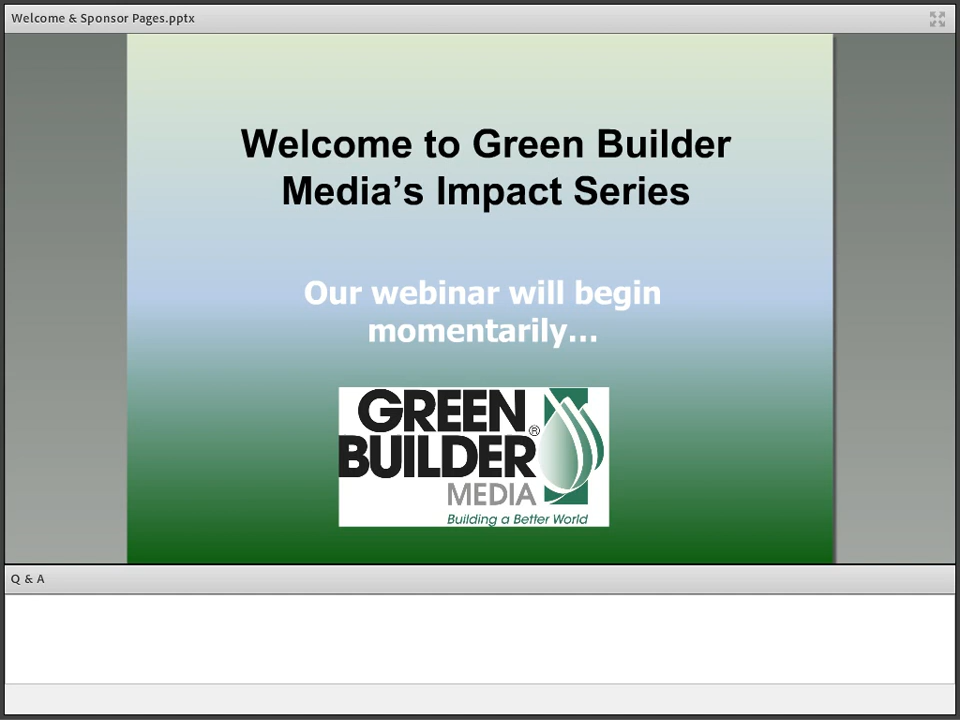 Welcome & Sponsor Pages.pptx
Welcome to Green Builder
Media’s Impact Series
Our webinar will begin
momentarily…
GREEN
BUILDER®
MEDIA
Building a Better World
Q & A